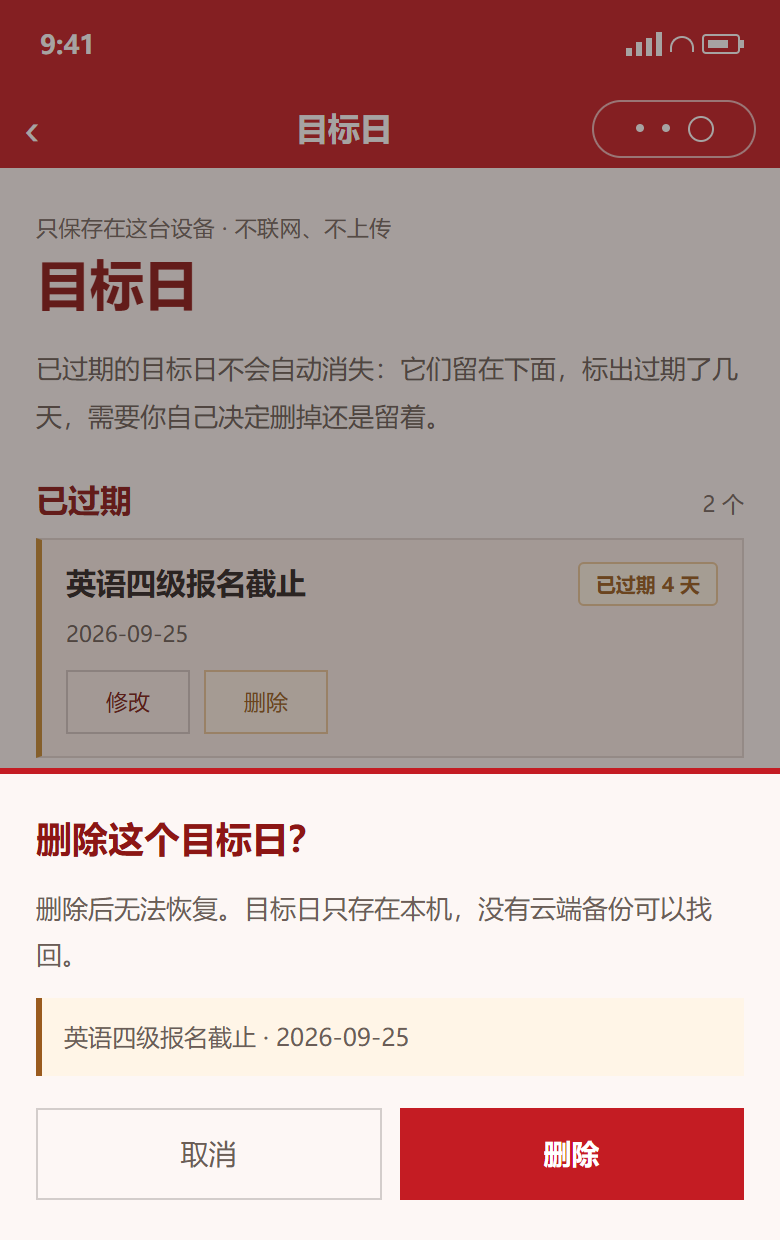 9:41
‹ 目标日
只保存在这台设备 · 不联网、不上传
目标日
已过期的目标日不会自动消失：它们留在下面，标出过期了几
天，需要你自己决定删掉还是留着。
已过期 2 个
英语四级报名截止 已过期 4 天
2026-09-25
修改 删除
删除这个目标日？
删除后无法恢复。目标日只存在本机，没有云端备份可以找
回。
英语四级报名截止 · 2026-09-25
取消 删除